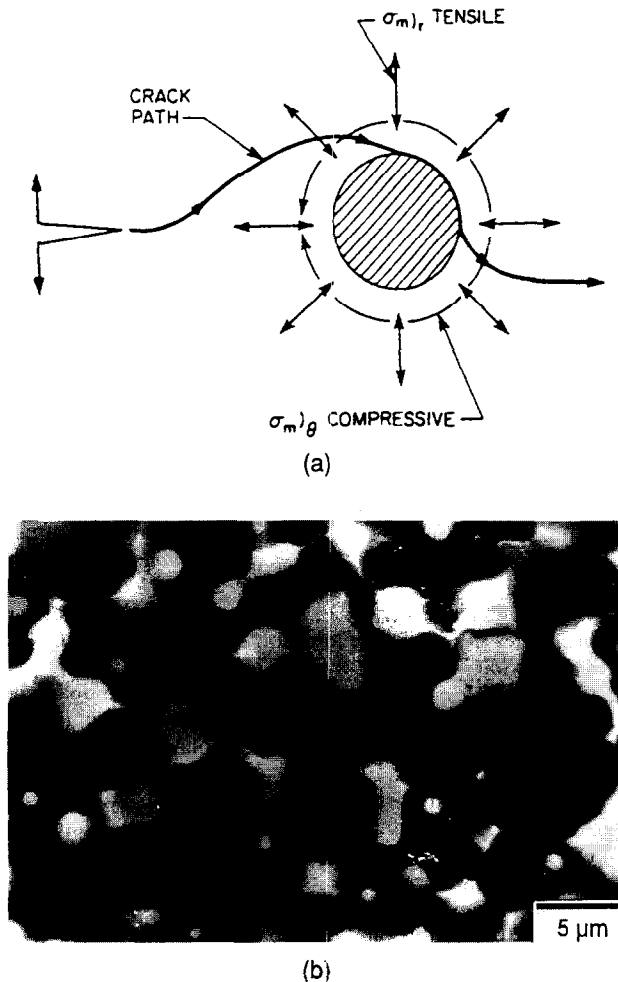 σm)r TENSILE
CRACK
PATH
σm)θ COMPRESSIVE
(a)
5 µm
(b)